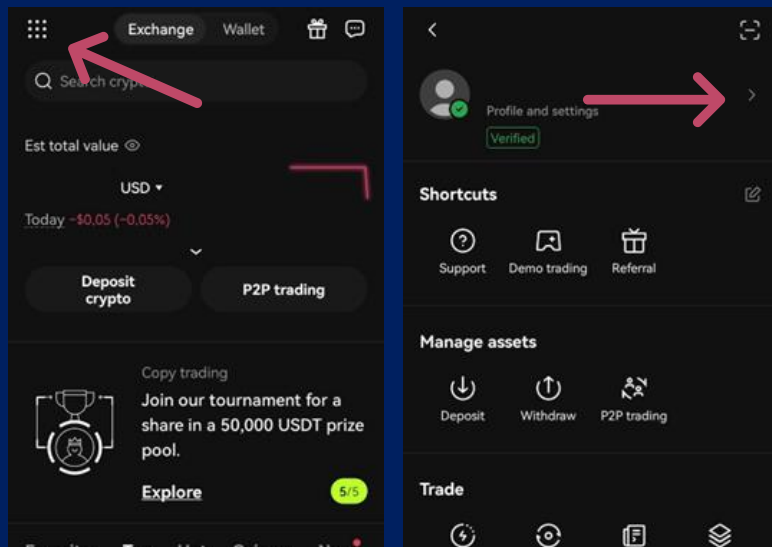 Exchange Wallet
Search crypto
Est total value
USD
Today -$0,05 (-0,05%)
Deposit
crypto
P2P trading
Copy trading
Join our tournament for a
share in a 50,000 USDT prize
pool.
Explore
5/5
Profile and settings
Verified
Shortcuts
Support Demo trading Referral
Manage assets
Deposit Withdraw P2P trading
Trade